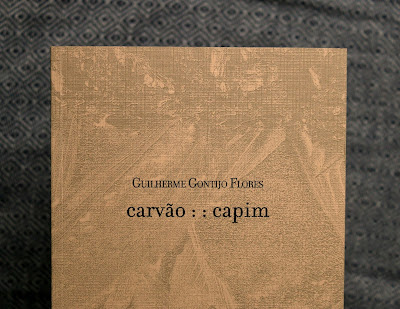 Guilherme Gontijo Flores
carvão : : capim